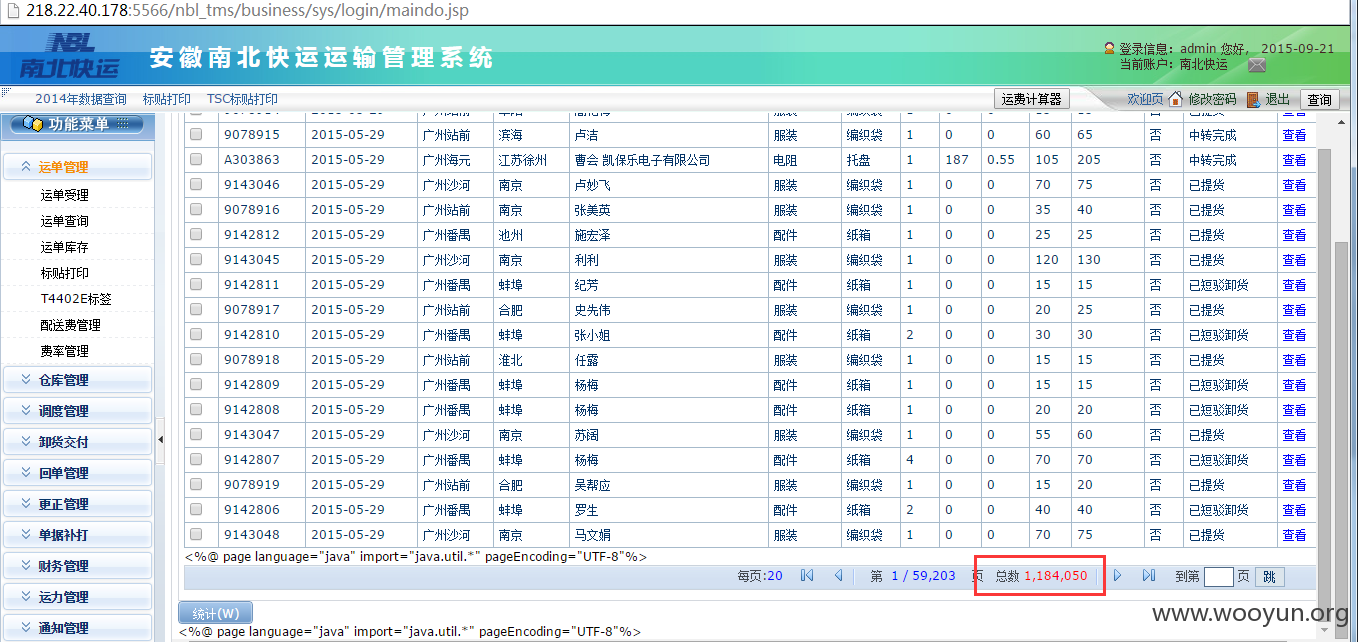 218.22.40.178:5566/nbl_tms/business/sys/login/maindo.jsp
NBL
南北快运
安徽南北快运运输管理系统
登录信息：admin 您好， 2015-09-21
当前账户：南北快运
2014年数据查询 标贴打印 TSC标贴打印
运费计算器 欢迎页 修改密码 退出 查询
功能菜单
运单管理
运单受理
运单查询
运单库存
标贴打印
T4402E标签
配送费管理
费率管理
仓库管理
调度管理
卸货交付
回单管理
更正管理
单据补打
财务管理
运力管理
通知管理
9078915 2015-05-29 广州站前 滨海 卢洁 服装 编织袋 1 0 0 60 65 否 中转完成 查看
A303863 2015-05-29 广州海元 江苏徐州 曹会 凯保乐电子有限公司 电阻 托盘 1 187 0.55 105 205 否 中转完成 查看
9143046 2015-05-29 广州沙河 南京 卢妙飞 服装 编织袋 1 0 0 70 75 否 已提货 查看
9078916 2015-05-29 广州站前 南京 张美英 服装 编织袋 1 0 0 35 40 否 已提货 查看
9142812 2015-05-29 广州番禺 池州 施宏泽 配件 纸箱 1 0 0 25 25 否 已提货 查看
9143045 2015-05-29 广州沙河 南京 利利 服装 编织袋 1 0 0 120 130 否 已提货 查看
9142811 2015-05-29 广州番禺 蚌埠 纪芳 配件 纸箱 1 0 0 15 15 否 已短驳卸货 查看
9078917 2015-05-29 广州站前 合肥 史先伟 服装 编织袋 1 0 0 20 25 否 已提货 查看
9142810 2015-05-29 广州番禺 蚌埠 张小姐 配件 纸箱 2 0 0 30 30 否 已短驳卸货 查看
9078918 2015-05-29 广州站前 淮北 任露 服装 编织袋 1 0 0 15 15 否 已提货 查看
9142809 2015-05-29 广州番禺 蚌埠 杨梅 配件 纸箱 1 0 0 15 15 否 已短驳卸货 查看
9142808 2015-05-29 广州番禺 蚌埠 杨梅 配件 纸箱 1 0 0 20 20 否 已短驳卸货 查看
9143047 2015-05-29 广州沙河 南京 苏阔 服装 编织袋 1 0 0 55 60 否 已提货 查看
9142807 2015-05-29 广州番禺 蚌埠 杨梅 配件 纸箱 4 0 0 70 70 否 已短驳卸货 查看
9078919 2015-05-29 广州站前 合肥 吴帮应 服装 编织袋 1 0 0 15 20 否 已提货 查看
9142806 2015-05-29 广州番禺 蚌埠 罗生 配件 纸箱 2 0 0 40 40 否 已短驳卸货 查看
9143048 2015-05-29 广州沙河 南京 马文娟 服装 编织袋 1 0 0 70 75 否 已提货 查看
<%@ page language="java" import="java.util.*" pageEncoding="UTF-8"%>
每页:20 第 1 / 59,203 页 总数 1,184,050 到第 页 跳
统计(W)
<%@ page language="java" import="java.util.*" pageEncoding="UTF-8"%>
www.wooyun.org